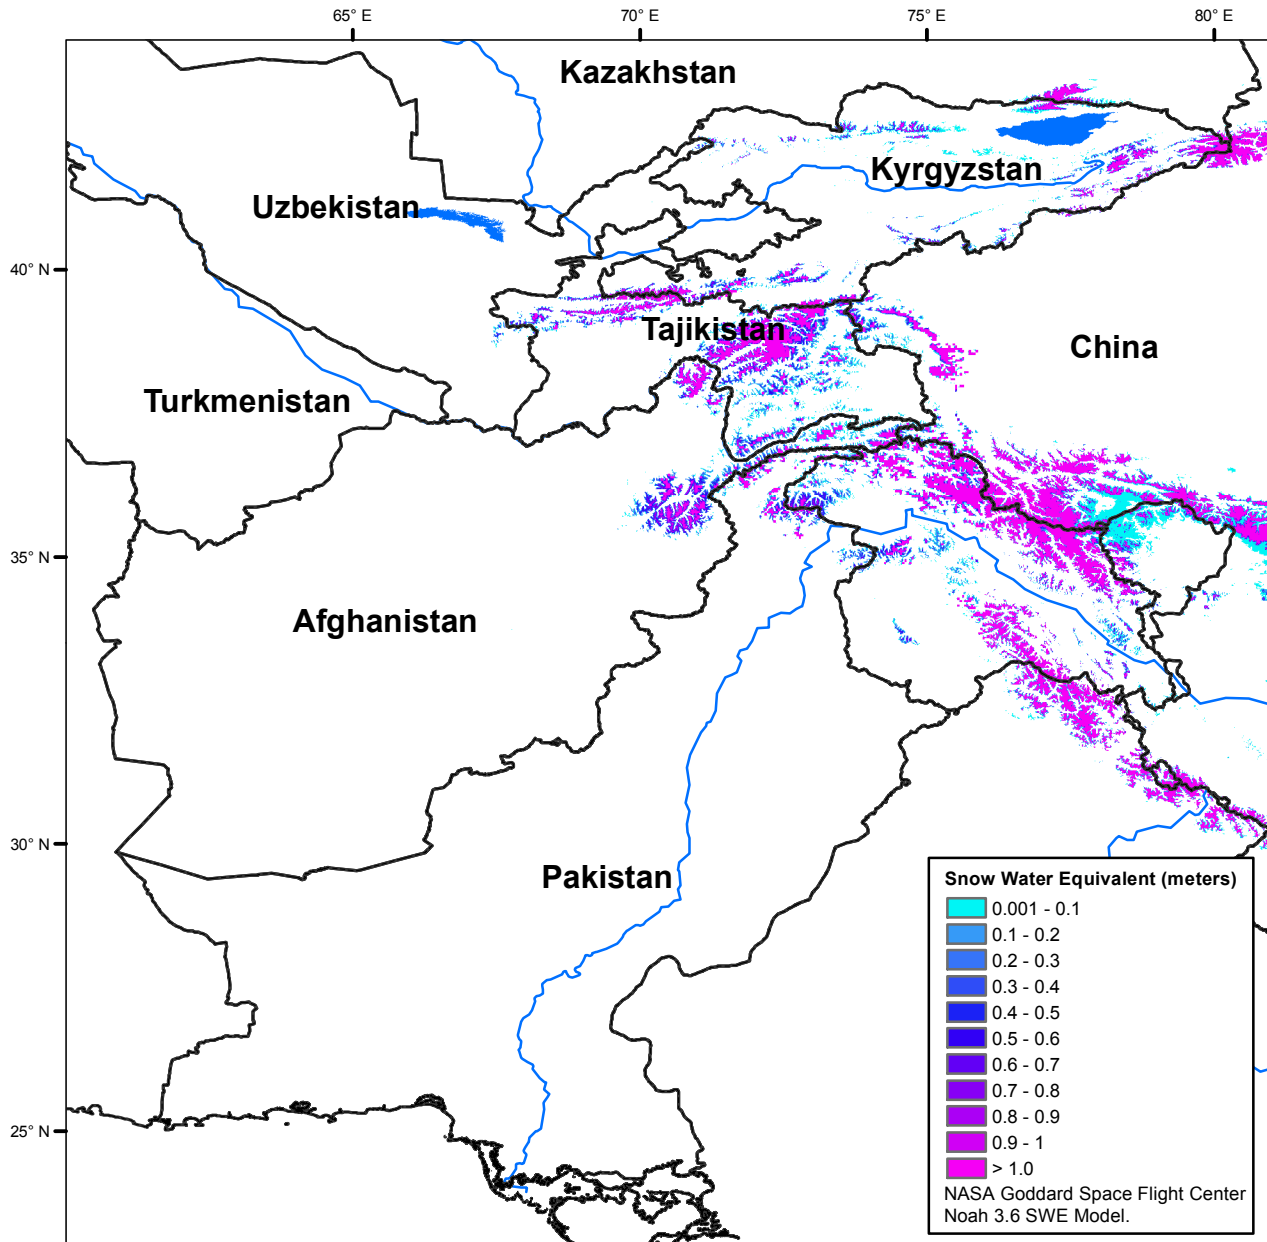 65° E
70° E
75° E
80° E
Kazakhstan
Kyrgyzstan
Uzbekistan
40° N
Tajikistan
China
Turkmenistan
35° N
Afghanistan
30° N
Pakistan
25° N
Snow Water Equivalent (meters)
0.001 - 0.1
0.1 - 0.2
0.2 - 0.3
0.3 - 0.4
0.4 - 0.5
0.5 - 0.6
0.6 - 0.7
0.7 - 0.8
0.8 - 0.9
0.9 - 1
> 1.0
NASA Goddard Space Flight Center
Noah 3.6 SWE Model.